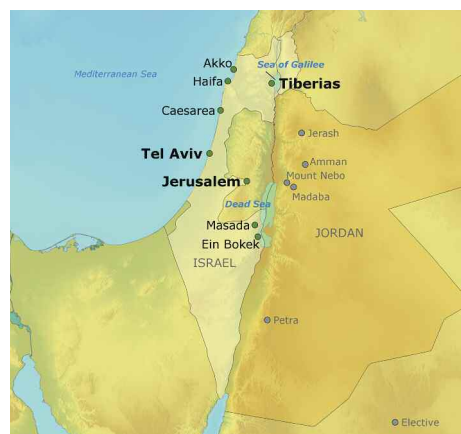 Akko
Sea of Galilee
Mediterranean Sea
Haifa
Tiberias
Caesarea
Jerash
Tel Aviv
Amman
Mount Nebo
Jerusalem
Madaba
Dead Sea
Masada
JORDAN
Ein Bokek
ISRAEL
Petra
Elective